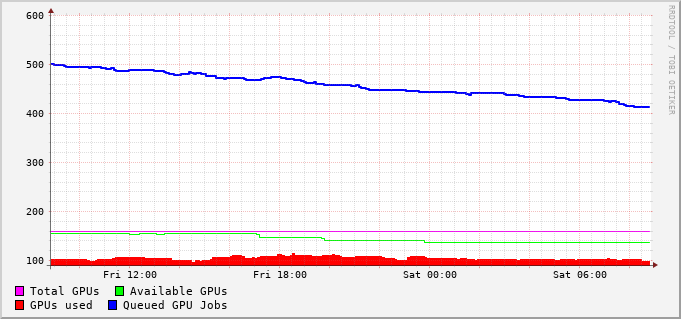 600
500
400
300
200
100
Fri 12:00 Fri 18:00 Sat 00:00 Sat 06:00
Total GPUs Available GPUs
GPUs used Queued GPU Jobs
RRDTOOL / TOBI OETIKER